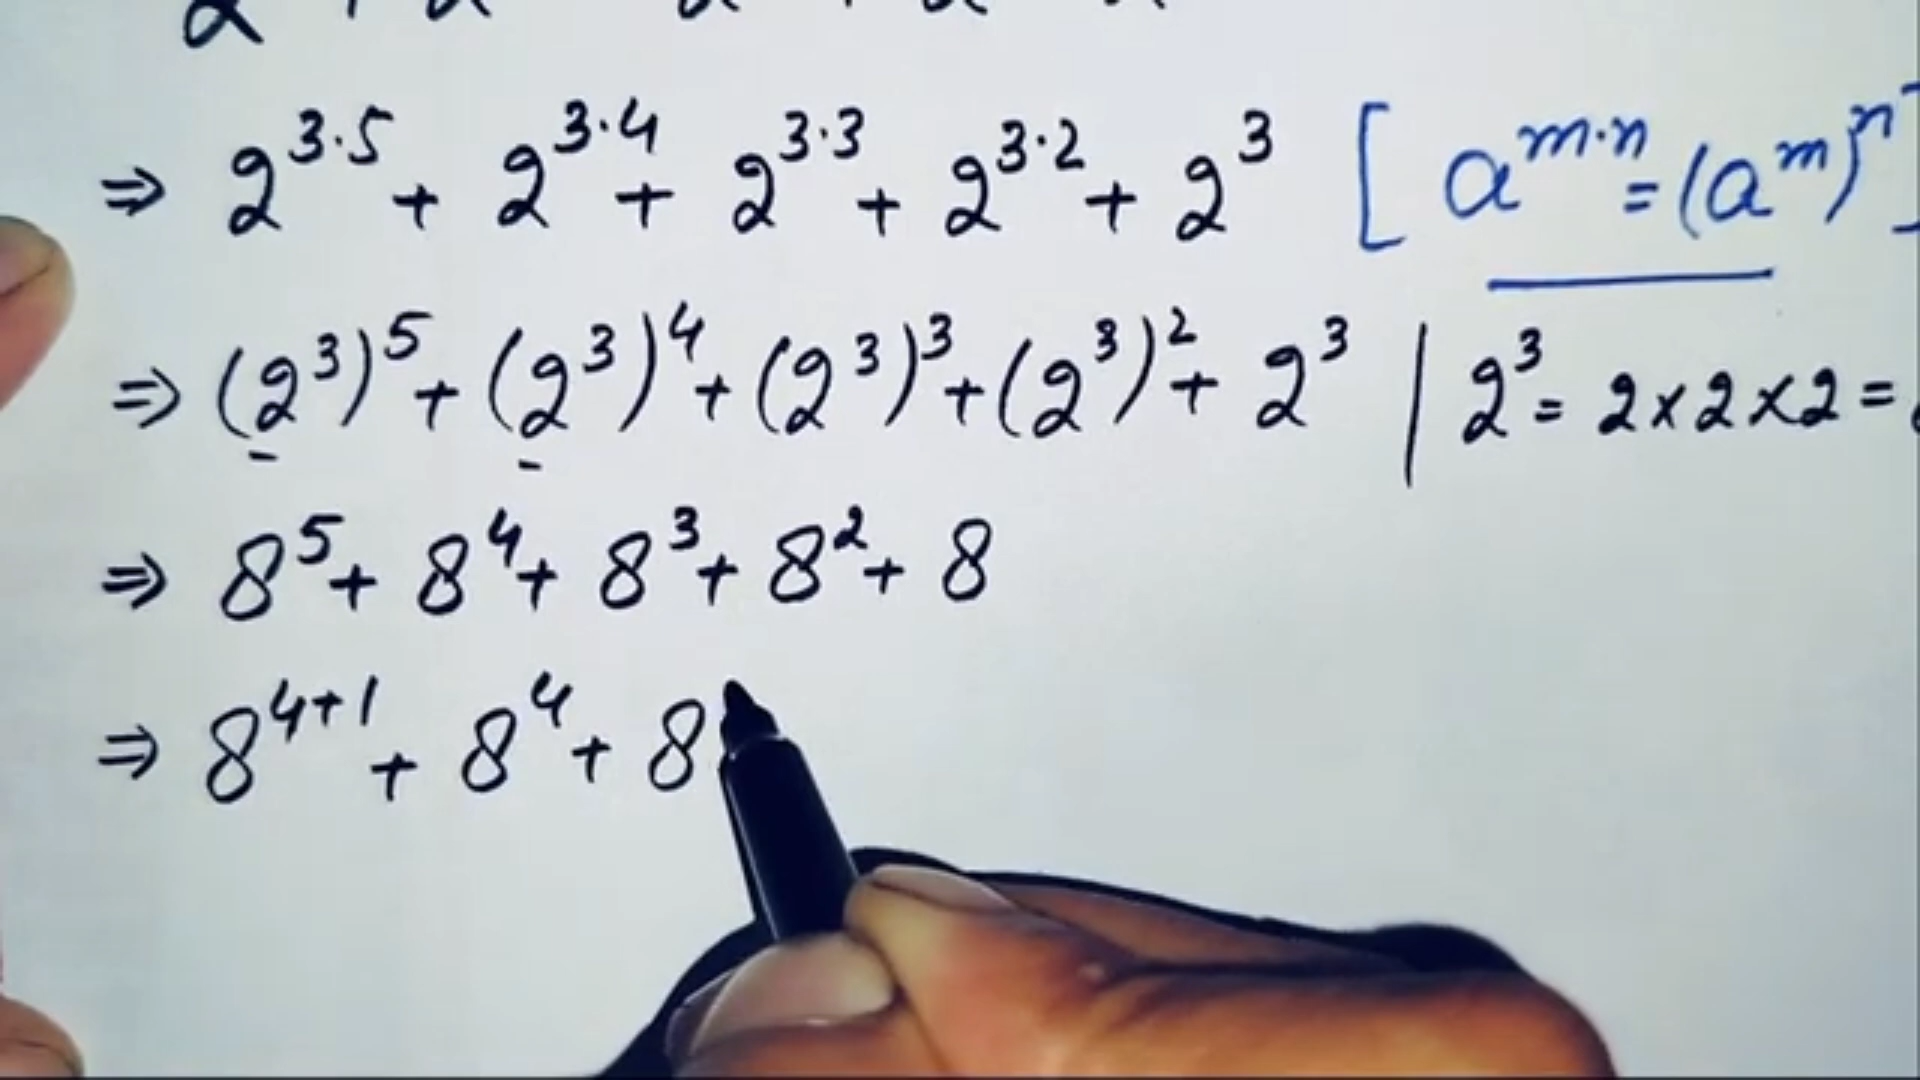 ⇒ 2^{3·5} + 2^{3·4} + 2^{3·3} + 2^{3·2} + 2^3 [a^{m·n} = (a^m)^n]
⇒ (2^3)^5 + (2^3)^4 + (2^3)^3 + (2^3)^2 + 2^3 | 2^3 = 2×2×2 =
⇒ 8^5 + 8^4 + 8^3 + 8^2 + 8
⇒ 8^{4+1} + 8^4 + 8